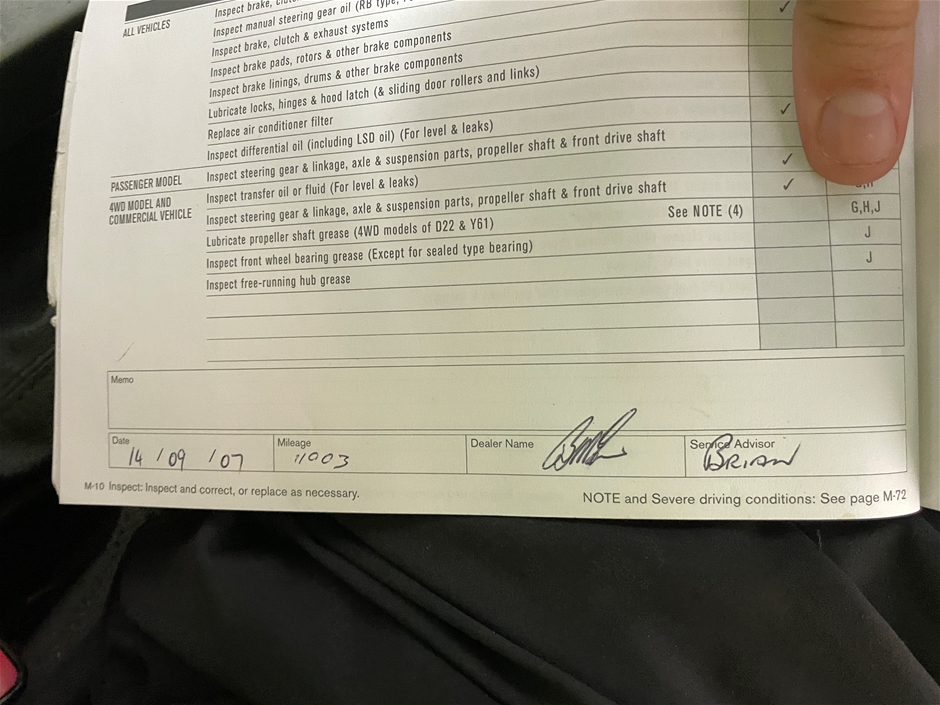 Inspect brake,
ALL VEHICLES
Inspect manual steering gear oil (RB type,
✓
Inspect brake, clutch & exhaust systems
Inspect brake pads, rotors & other brake components
Inspect brake linings, drums & other brake components
Lubricate locks, hinges & hood latch (& sliding door rollers and links)
Replace air conditioner filter
✓
Inspect differential oil (including LSD oil) (For level & leaks)
PASSENGER MODEL Inspect steering gear & linkage, axle & suspension parts, propeller shaft & front drive shaft ✓
4WD MODEL AND Inspect transfer oil or fluid (For level & leaks) ✓
COMMERCIAL VEHICLE Inspect steering gear & linkage, axle & suspension parts, propeller shaft & front drive shaft G,H,J
Lubricate propeller shaft grease (4WD models of D22 & Y61) See NOTE (4) J
Inspect front wheel bearing grease (Except for sealed type bearing) J
Inspect free-running hub grease
Memo
Date Mileage Dealer Name Service Advisor
14 / 09 / 07 11003 BRIAN
M-10 Inspect: Inspect and correct, or replace as necessary.
NOTE and Severe driving conditions: See page M-72